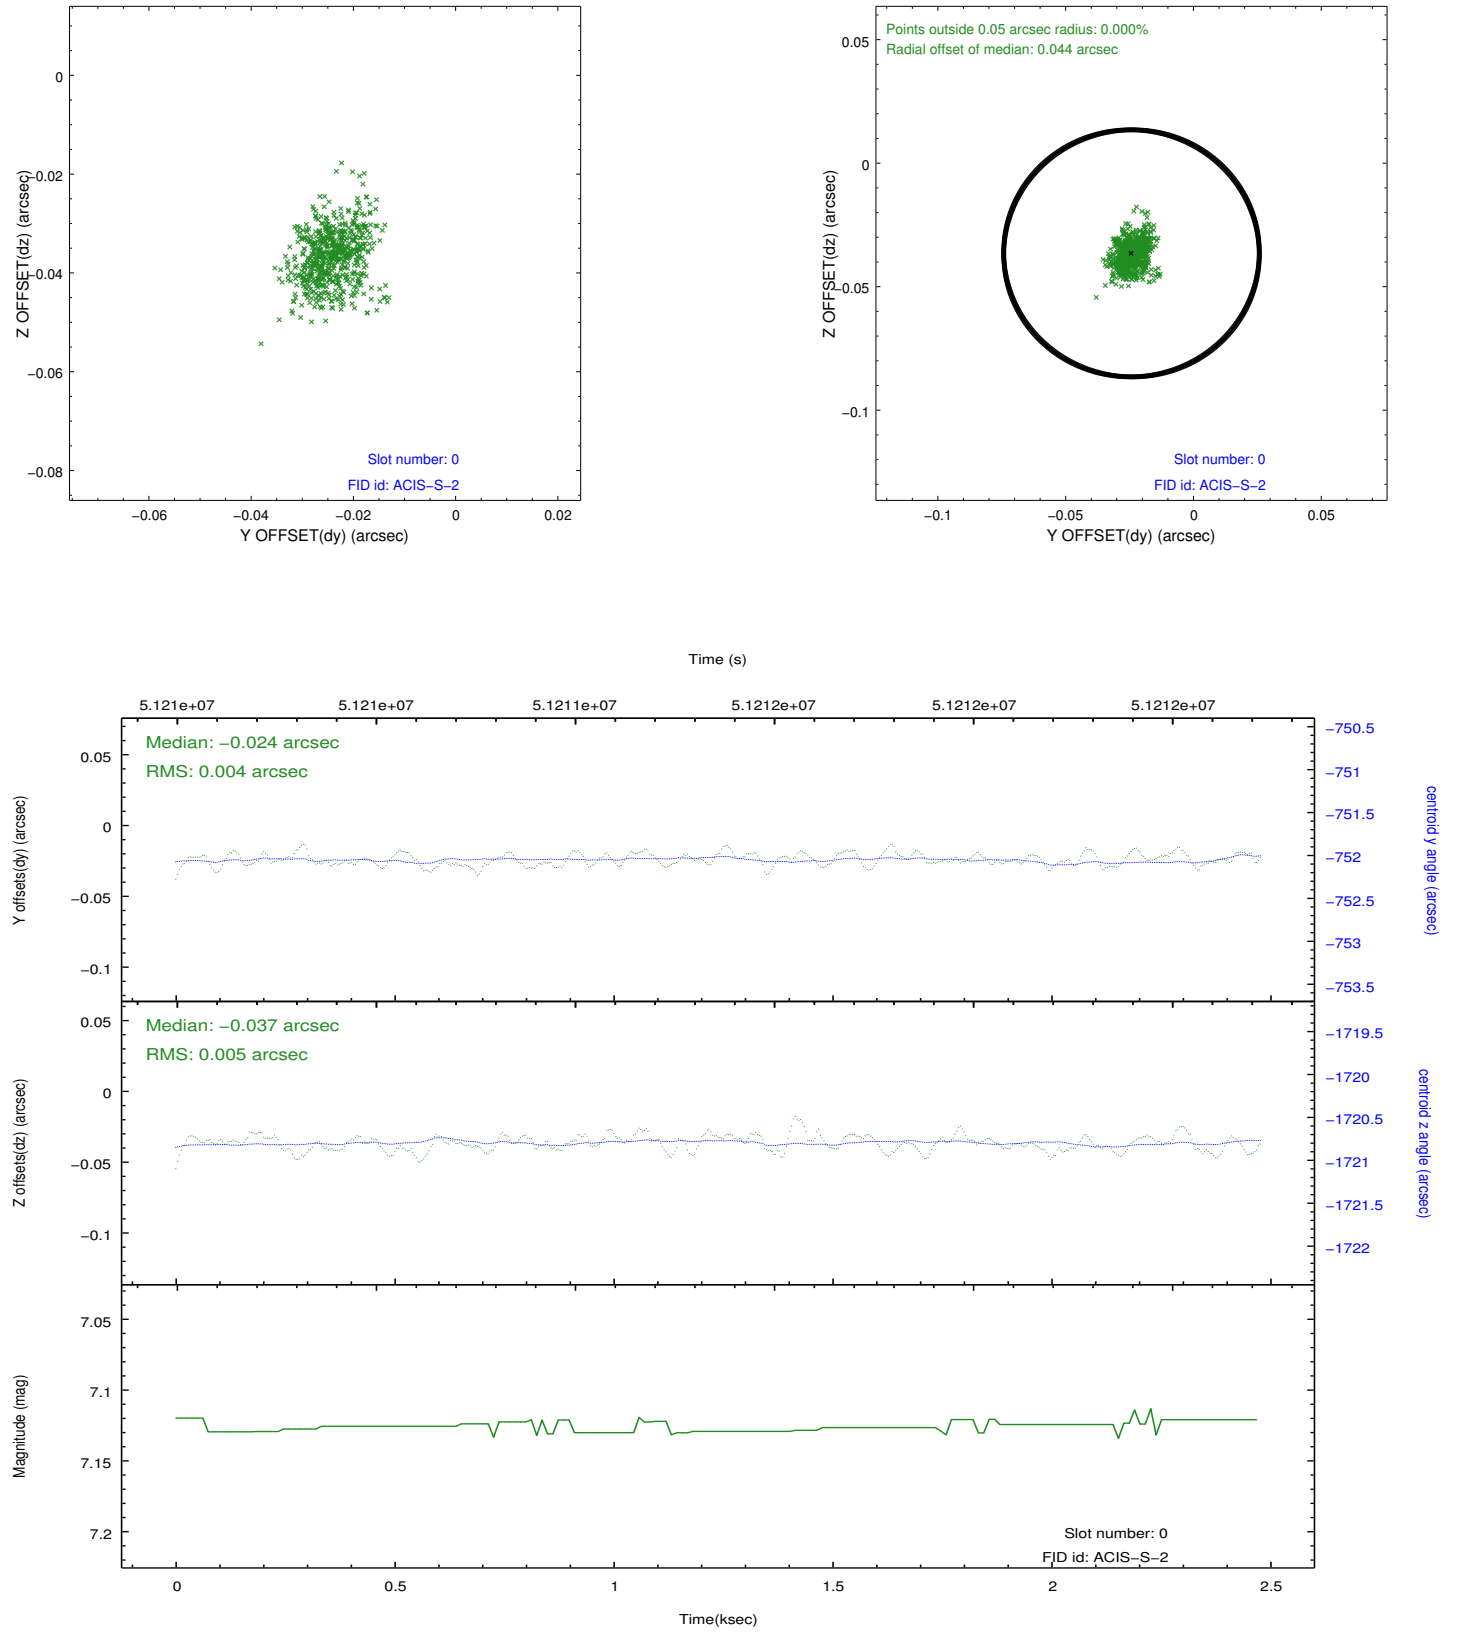 0
−0.02
−0.04
−0.06
−0.08
Z OFFSET(dz) (arcsec)
Slot number: 0
FID id: ACIS−S−2
−0.06 −0.04 −0.02 0 0.02
Y OFFSET(dy) (arcsec)
Points outside 0.05 arcsec radius: 0.000%
Radial offset of median: 0.044 arcsec
0.05
0
−0.05
−0.1
Z OFFSET(dz) (arcsec)
Slot number: 0
FID id: ACIS−S−2
−0.1 −0.05 0 0.05
Y OFFSET(dy) (arcsec)
Time (s)
5.121e+07 5.121e+07 5.1211e+07 5.1212e+07 5.1212e+07 5.1212e+07
Median: −0.024 arcsec
RMS: 0.004 arcsec
0.05
0
−0.05
−0.1
Y offsets(dy) (arcsec)
−750.5
−751
−751.5
−752
−752.5
−753
−753.5
centroid y angle (arcsec)
Median: −0.037 arcsec
RMS: 0.005 arcsec
0.05
0
−0.05
−0.1
Z offsets(dz) (arcsec)
−1719.5
−1720
−1720.5
−1721
−1721.5
−1722
centroid z angle (arcsec)
7.05
7.1
7.15
7.2
Magnitude (mag)
Slot number: 0
FID id: ACIS−S−2
0 0.5 1 1.5 2 2.5
Time(ksec)